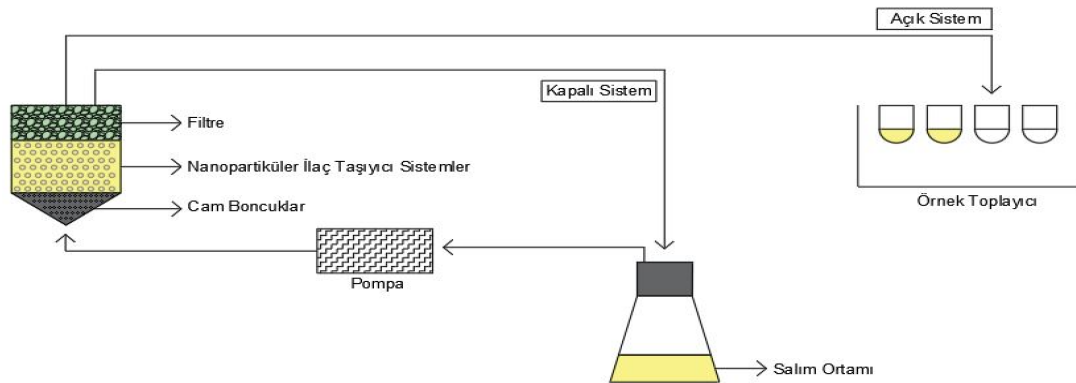 Açık Sistem
Kapalı Sistem
Filtre
Nanopartiküler İlaç Taşıyıcı Sistemler
Cam Boncuklar
Örnek Toplayıcı
Pompa
Salım Ortamı